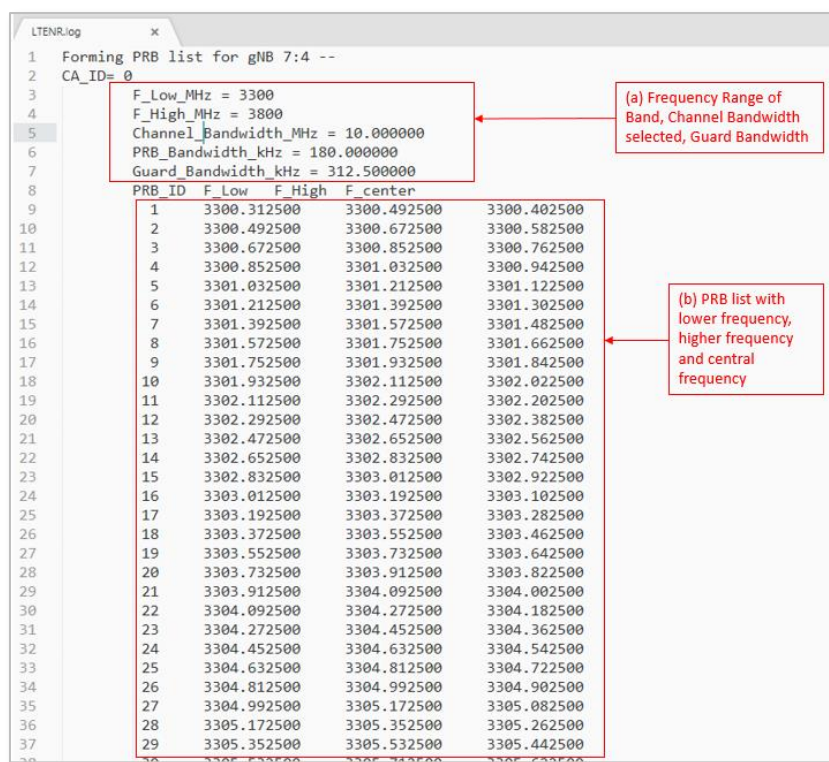 LTENR.log ×
1 Forming PRB list for gNB 7:4 --
2 CA_ID= 0
3 F_Low_MHz = 3300
4 F_High_MHz = 3800
5 Channel_Bandwidth_MHz = 10.000000
6 PRB_Bandwidth_kHz = 180.000000
7 Guard_Bandwidth_kHz = 312.500000
8 PRB_ID F_Low F_High F_center
9 1 3300.312500 3300.492500 3300.402500
10 2 3300.492500 3300.672500 3300.582500
11 3 3300.672500 3300.852500 3300.762500
12 4 3300.852500 3301.032500 3300.942500
13 5 3301.032500 3301.212500 3301.122500
14 6 3301.212500 3301.392500 3301.302500
15 7 3301.392500 3301.572500 3301.482500
16 8 3301.572500 3301.752500 3301.662500
17 9 3301.752500 3301.932500 3301.842500
18 10 3301.932500 3302.112500 3302.022500
19 11 3302.112500 3302.292500 3302.202500
20 12 3302.292500 3302.472500 3302.382500
21 13 3302.472500 3302.652500 3302.562500
22 14 3302.652500 3302.832500 3302.742500
23 15 3302.832500 3303.012500 3302.922500
24 16 3303.012500 3303.192500 3303.102500
25 17 3303.192500 3303.372500 3303.282500
26 18 3303.372500 3303.552500 3303.462500
27 19 3303.552500 3303.732500 3303.642500
28 20 3303.732500 3303.912500 3303.822500
29 21 3303.912500 3304.092500 3304.002500
30 22 3304.092500 3304.272500 3304.182500
31 23 3304.272500 3304.452500 3304.362500
32 24 3304.452500 3304.632500 3304.542500
33 25 3304.632500 3304.812500 3304.722500
34 26 3304.812500 3304.992500 3304.902500
35 27 3304.992500 3305.172500 3305.082500
36 28 3305.172500 3305.352500 3305.262500
37 29 3305.352500 3305.532500 3305.442500
(a) Frequency Range of
Band, Channel Bandwidth
selected, Guard Bandwidth
(b) PRB list with
lower frequency,
higher frequency
and central
frequency